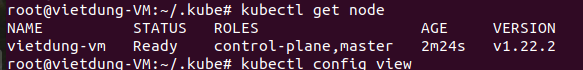 root@vietdung-VM:~/.kube# kubectl get node
NAME STATUS ROLES AGE VERSION
vietdung-vm Ready control-plane,master 2m24s v1.22.2
root@vietdung-VM:~/.kube# kubectl config view